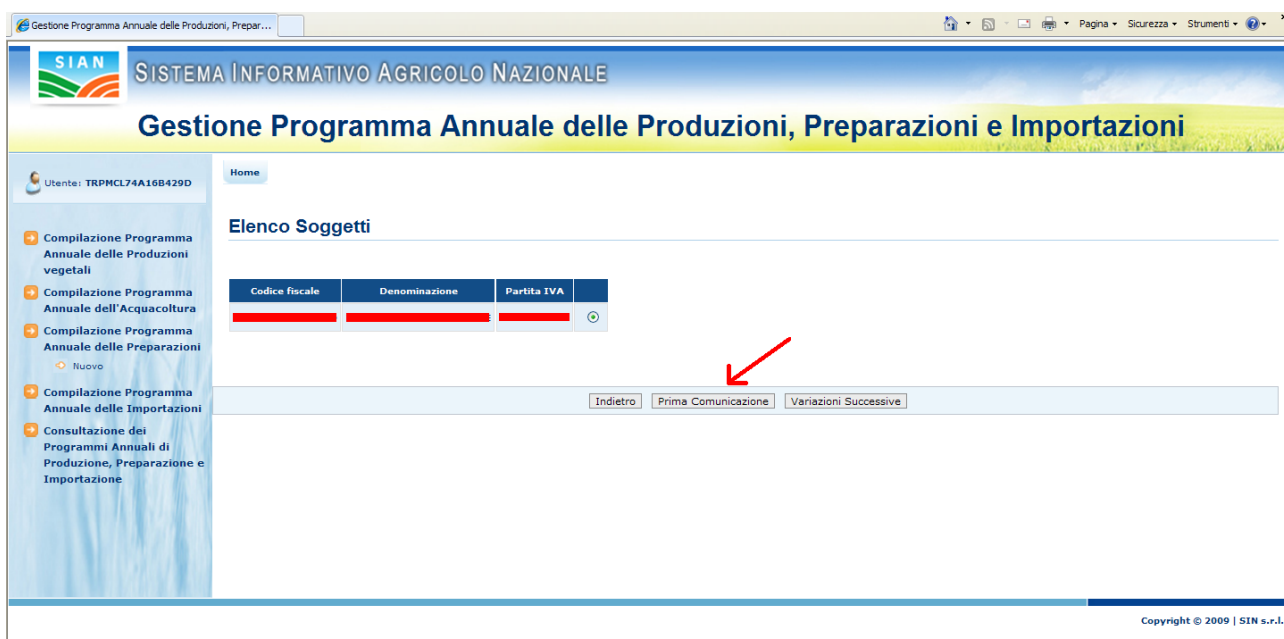 Gestione Programma Annuale delle Produzioni, Prepar...
Pagina Sicurezza Strumenti
SIAN
SISTEMA INFORMATIVO AGRICOLO NAZIONALE
Gestione Programma Annuale delle Produzioni, Preparazioni e Importazioni
Utente: TRPMCL74A16B429D
Home
Compilazione Programma
Annuale delle Produzioni
vegetali
Compilazione Programma
Annuale dell'Acquacoltura
Compilazione Programma
Annuale delle Preparazioni
Nuovo
Compilazione Programma
Annuale delle Importazioni
Consultazione dei
Programmi Annuali di
Produzione, Preparazione e
Importazione
Elenco Soggetti
Codice fiscale Denominazione Partita IVA
Indietro Prima Comunicazione Variazioni Successive
Copyright © 2009 | SIN s.r.l.